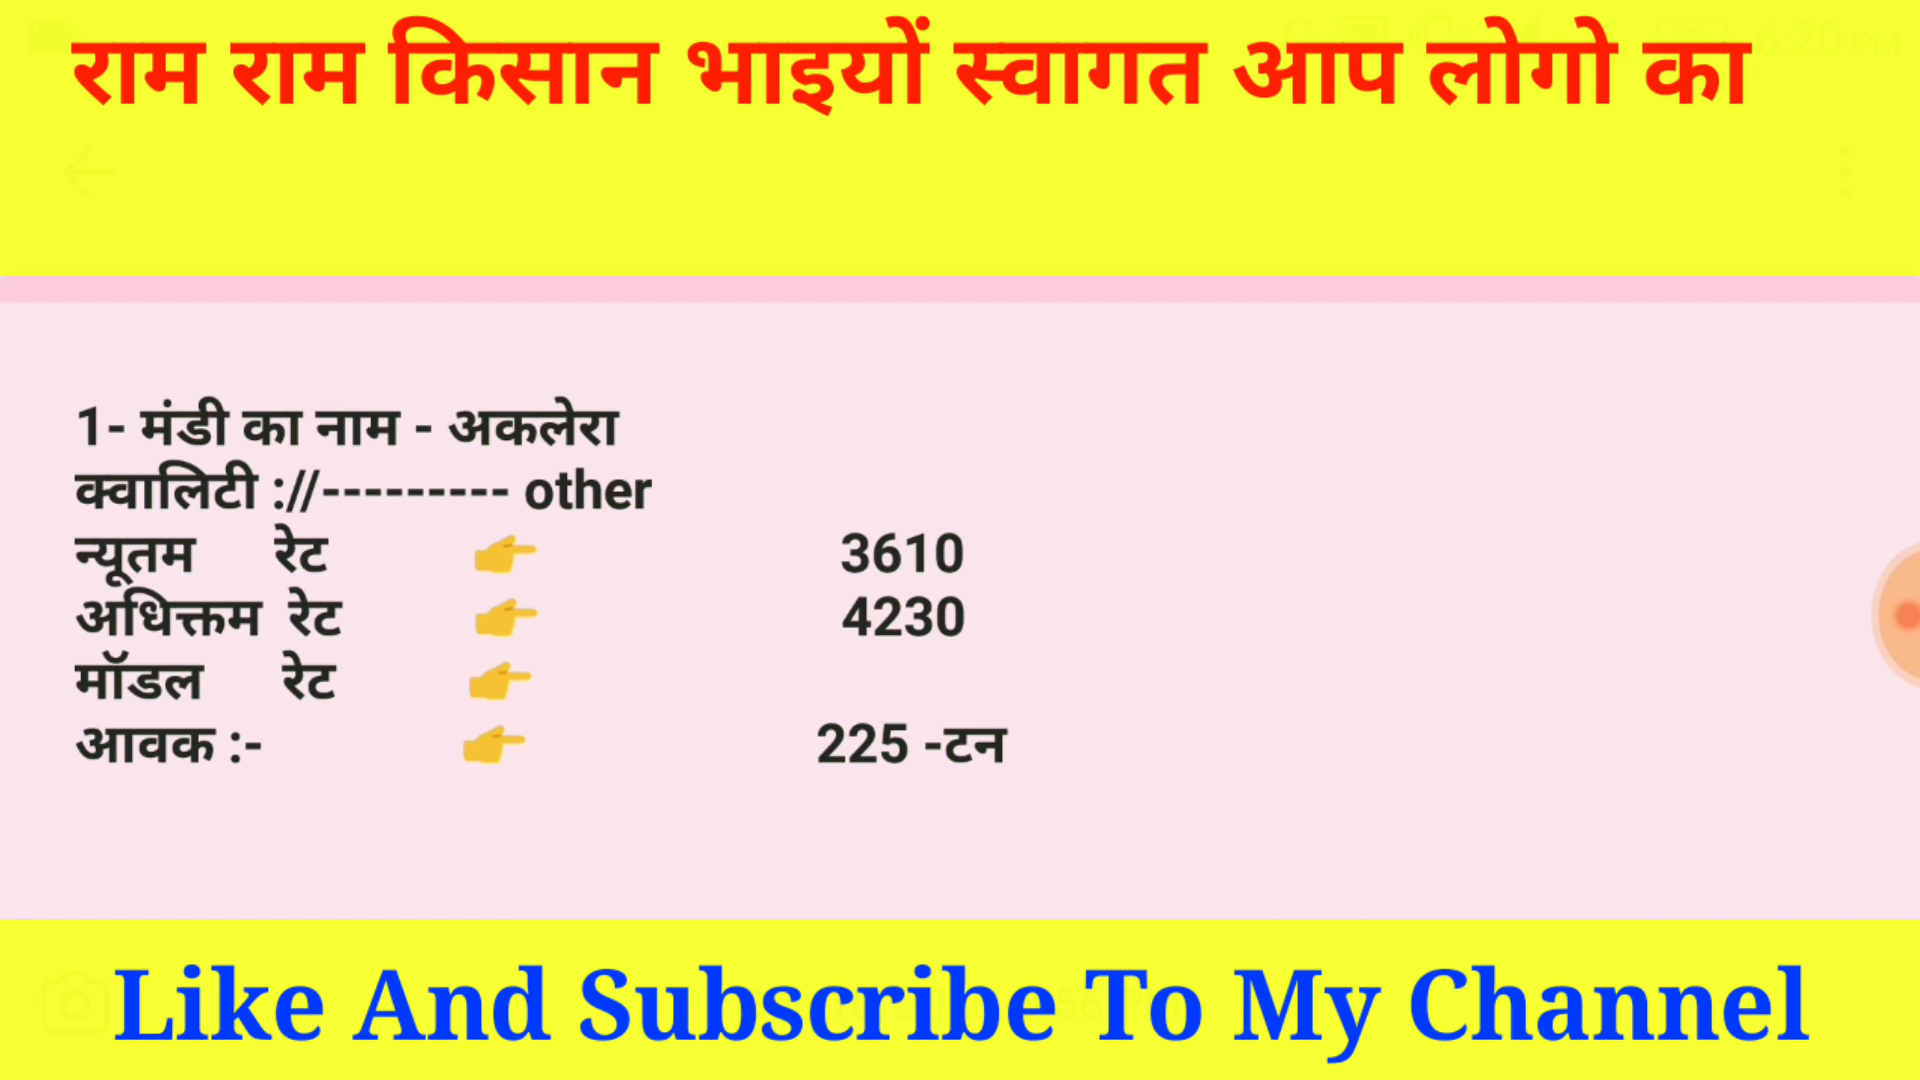 राम राम किसान भाइयों स्वागत आप लोगो का
1- मंडी का नाम - अकलेरा
क्वालिटी ://--------- other
न्यूतम रेट 👉 3610
अधिक्तम रेट 👉 4230
मॉडल रेट 👉
आवक :- 👉 225 -टन
Like And Subscribe To My Channel